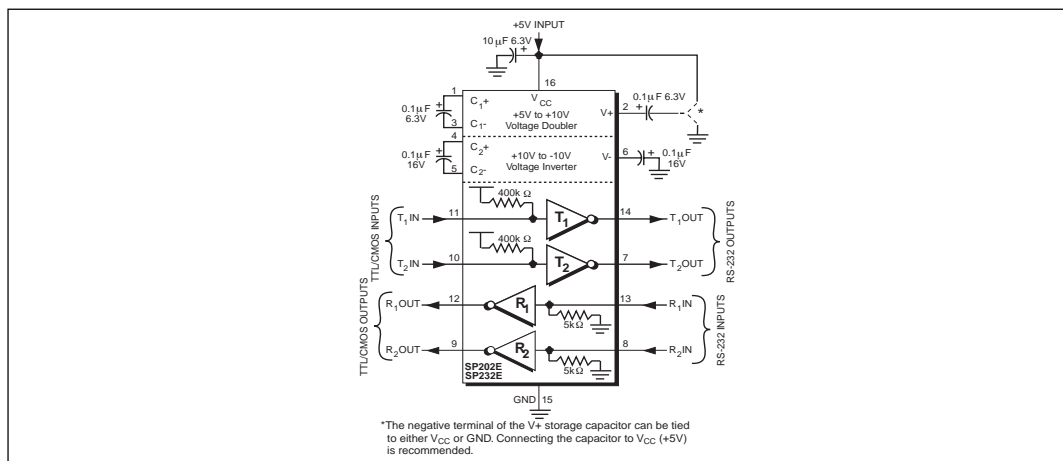 +5V INPUT
10 μF 6.3V
+
16
1
VCC
0.1μF
6.3V
+
C1+
+5V to +10V
Voltage Doubler
V+
2
+
0.1μF 6.3V
*
3
C1-
4
0.1μF
16V
+
C2+
+10V to -10V
Voltage Inverter
V-
6
+
0.1μF
16V
5
C2-
400k Ω
TTL/CMOS INPUTS
T1IN
11
T1
14
T1OUT
RS-232 OUTPUTS
400k Ω
T2IN
10
T2
7
T2OUT
TTL/CMOS OUTPUTS
R1OUT
12
R1
13
R1IN
RS-232 INPUTS
5kΩ
R2OUT
9
R2
8
R2IN
5kΩ
SP202E
SP232E
GND 15
*The negative terminal of the V+ storage capacitor can be tied
to either VCC or GND. Connecting the capacitor to VCC (+5V)
is recommended.